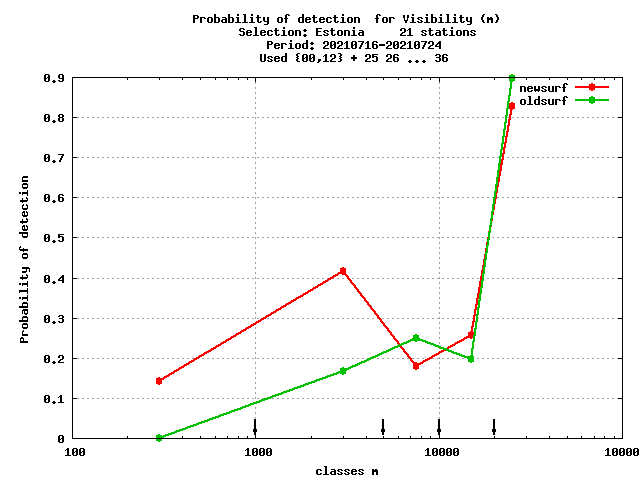 Probability of detection  for Visibility (m)
Selection: Estonia     21 stations
Period: 20210716-20210724
Used {00,12} + 25 26 ... 36
newsurf
oldsurf
0.9
0.8
0.7
0.6
0.5
0.4
0.3
0.2
0.1
0
Probability of detection
100
1000
10000
10000
classes m